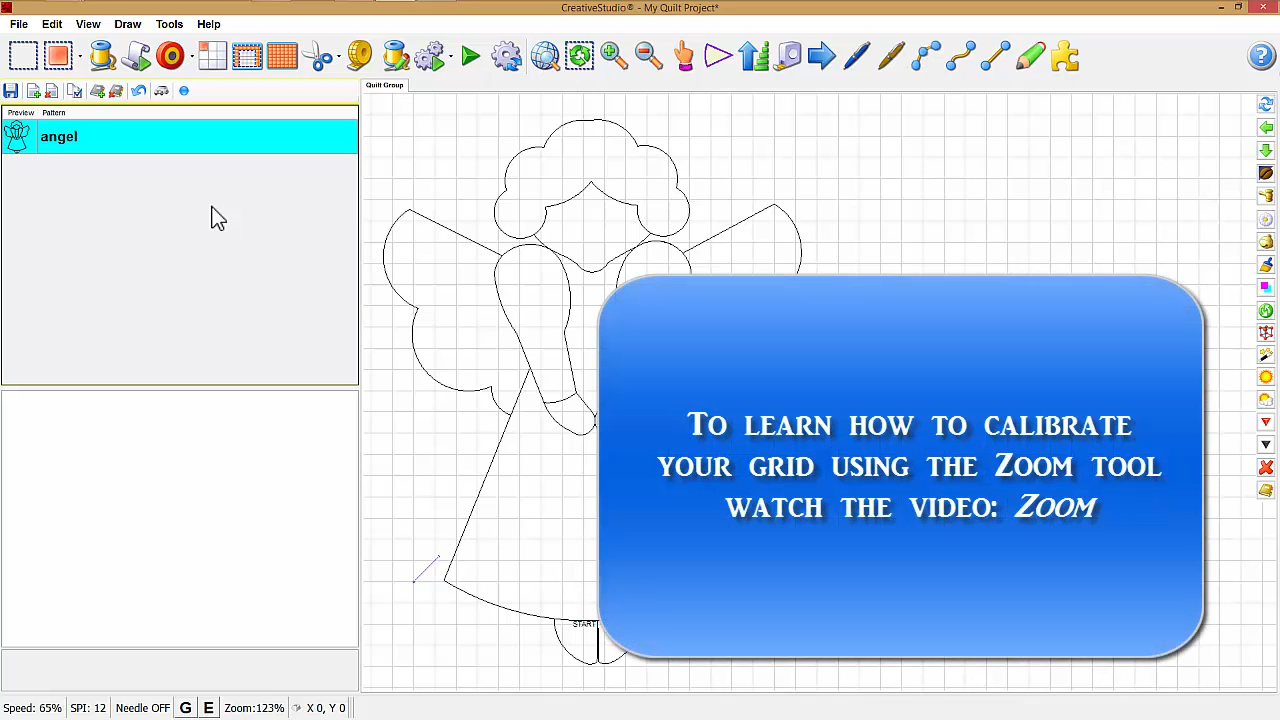 CreativeStudio® - My Quilt Project*
File Edit View Draw Tools Help
Preview Pattern
angel
Quilt Group
START
To learn how to calibrate
your grid using the Zoom tool
watch the video: Zoom
Speed: 65% SPI: 12 Needle OFF G E Zoom:123% X 0, Y 0